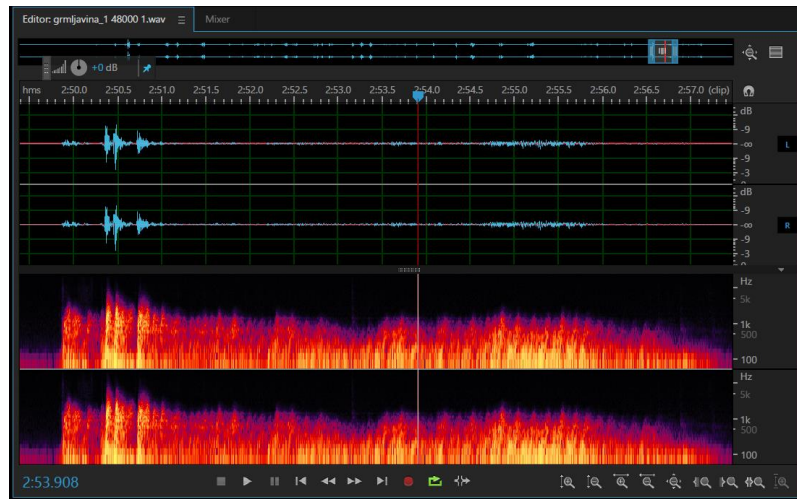 Editor: grmljavina_1 48000 1.wav Mixer
+0 dB
hms 2:50.0 2:50.5 2:51.0 2:51.5 2:52.0 2:52.5 2:53.0 2:53.5 2:54.0 2:54.5 2:55.0 2:55.5 2:56.0 2:56.5 2:57.0 (clip)
dB
-9
-∞
L
-9
-3
dB
-9
-∞
R
-9
-3
Hz
5k
1k
500
100
Hz
5k
1k
500
100
2:53.908